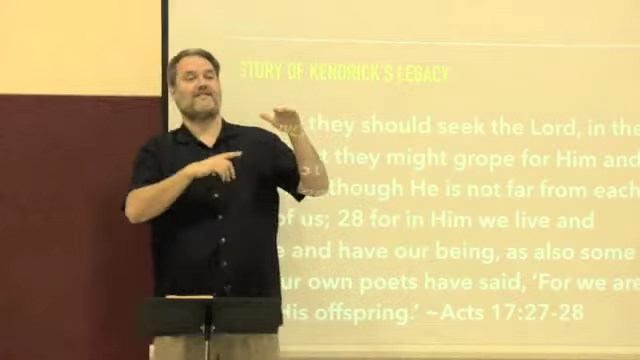 STORY OF KENDRICK'S LEGACY
they should seek the Lord, in the
they might grope for Him and
though He is not far from each
of us; 28 for in Him we live and
and have our being, as also some
own poets have said, 'For we are
His offspring.' ~Acts 17:27-28